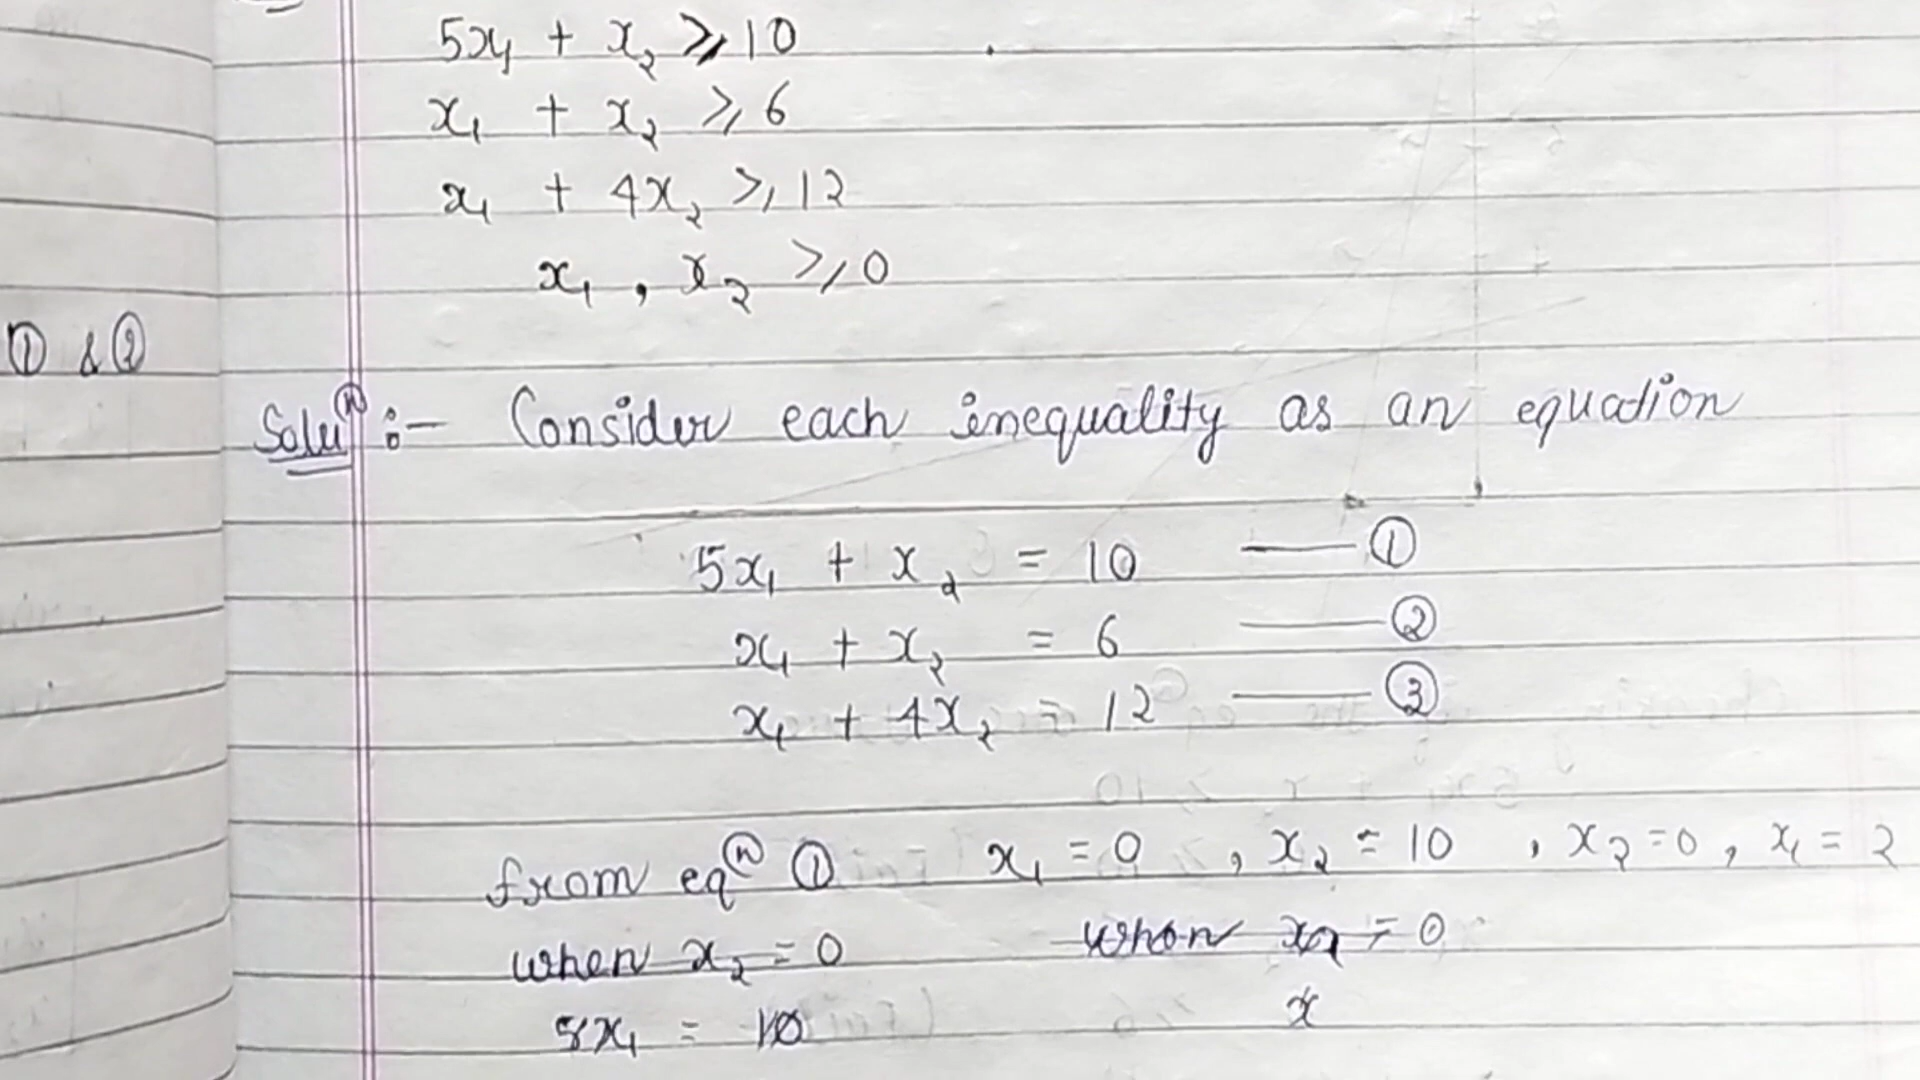 5x₁ + x₂ ≥ 10
x₁ + x₂ ≥ 6
x₁ + 4x₂ ≥ 12
x₁ , x₂ ≥ 0
① & ②
Soluⁿ :- Consider each inequality as an equation
5x₁ + x₂ = 10 —— ①
x₁ + x₂ = 6 —— ②
x₁ + 4x₂ = 12 —— ③
from eqⁿ ① x₁ = 0 , x₂ = 10 , x₂ = 0 , x₁ = 2
when x₂ = 0 when x₂ = 0
5x₁ = 10 x